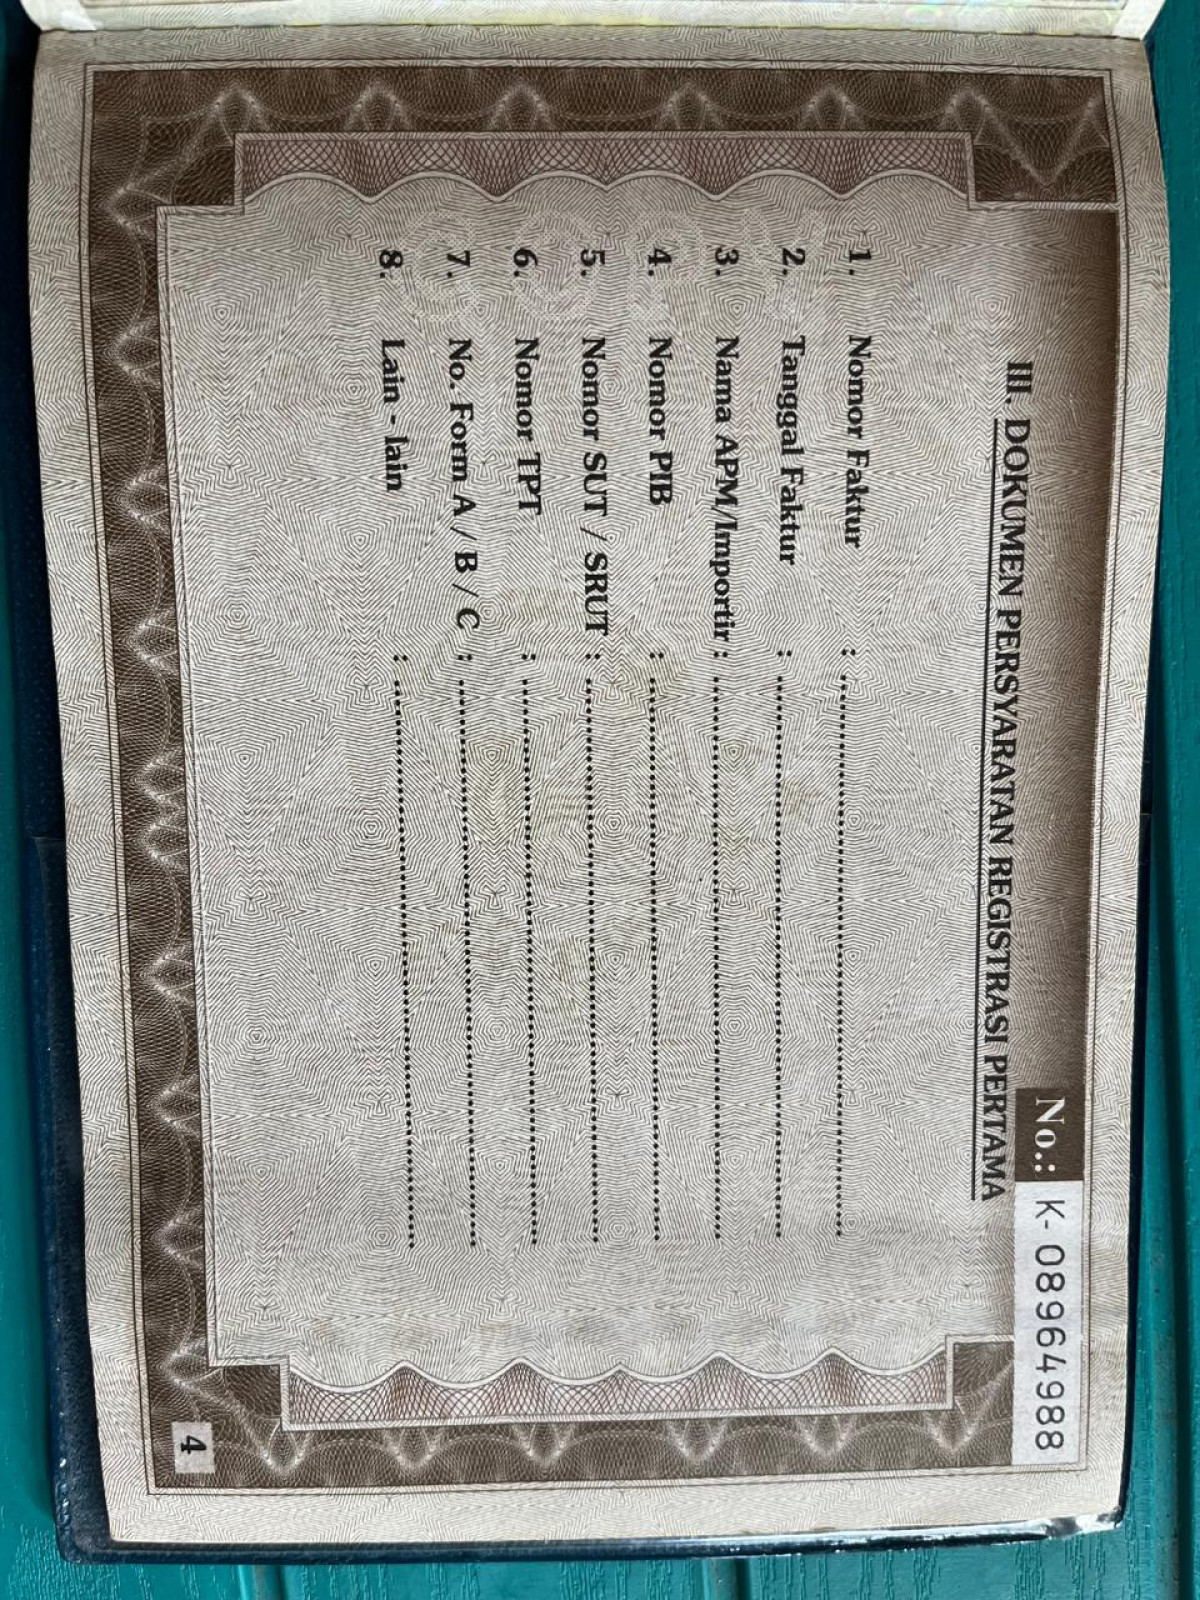 No.: K- 08964988
III. DOKUMEN PERSYARATAN REGISTRASI PERTAMA
1. Nomor Faktur : ....................
2. Tanggal Faktur : ....................
3. Nama APM/Importir : ....................
4. Nomor PIB : ....................
5. Nomor SUT / SRUT : ....................
6. Nomor TPT : ....................
7. No. Form A / B / C : ....................
8. Lain - lain : ....................
4